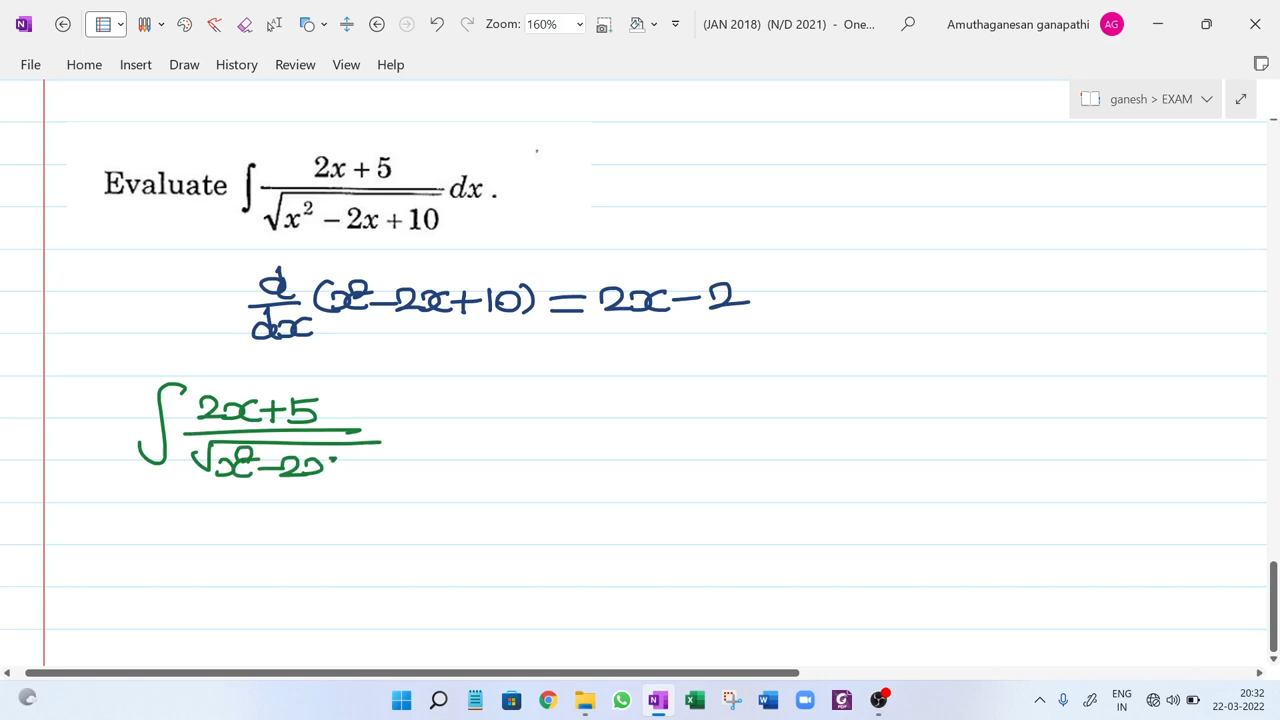 Zoom: 160% (JAN 2018) (N/D 2021) - One... Amuthaganesan ganapathi AG
File Home Insert Draw History Review View Help
ganesh > EXAM
Evaluate ∫ 2x + 5 / √(x² − 2x + 10) dx .
d/dx (x² − 2x + 10) = 2x − 2
∫ 2x + 5 / √(x² − 2x
ENG
IN
20:32
22-03-2022